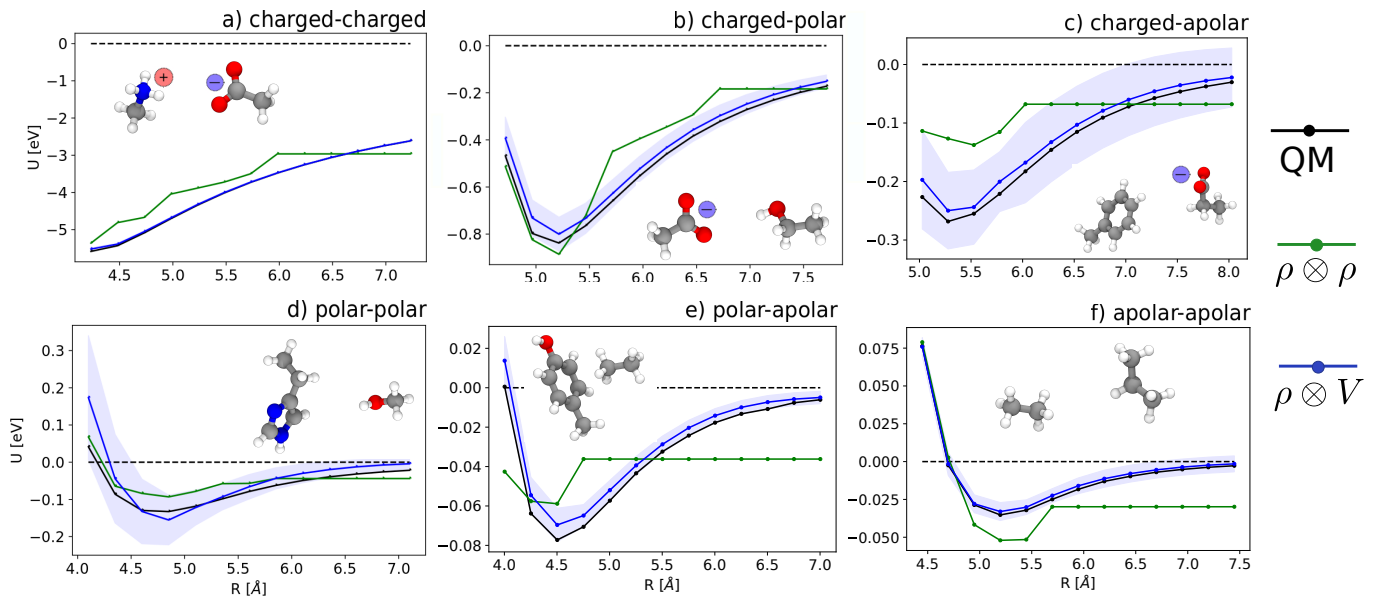 a) charged-charged
U [eV]
0
−1
−2
−3
−4
−5
4.5 5.0 5.5 6.0 6.5 7.0
+
−
b) charged-polar
0.0
−0.2
−0.4
−0.6
−0.8
5.0 5.5 6.0 6.5 7.0 7.5
−
c) charged-apolar
0.0
−0.1
−0.2
−0.3
5.0 5.5 6.0 6.5 7.0 7.5 8.0
−
QM
ρ ⊗ ρ
ρ ⊗ V
d) polar-polar
U [eV]
0.3
0.2
0.1
0.0
−0.1
−0.2
4.0 4.5 5.0 5.5 6.0 6.5 7.0
R [Å]
e) polar-apolar
0.02
0.00
−0.02
−0.04
−0.06
−0.08
4.0 4.5 5.0 5.5 6.0 6.5 7.0
R [Å]
f) apolar-apolar
0.075
0.050
0.025
0.000
−0.025
−0.050
4.5 5.0 5.5 6.0 6.5 7.0 7.5
R [Å]